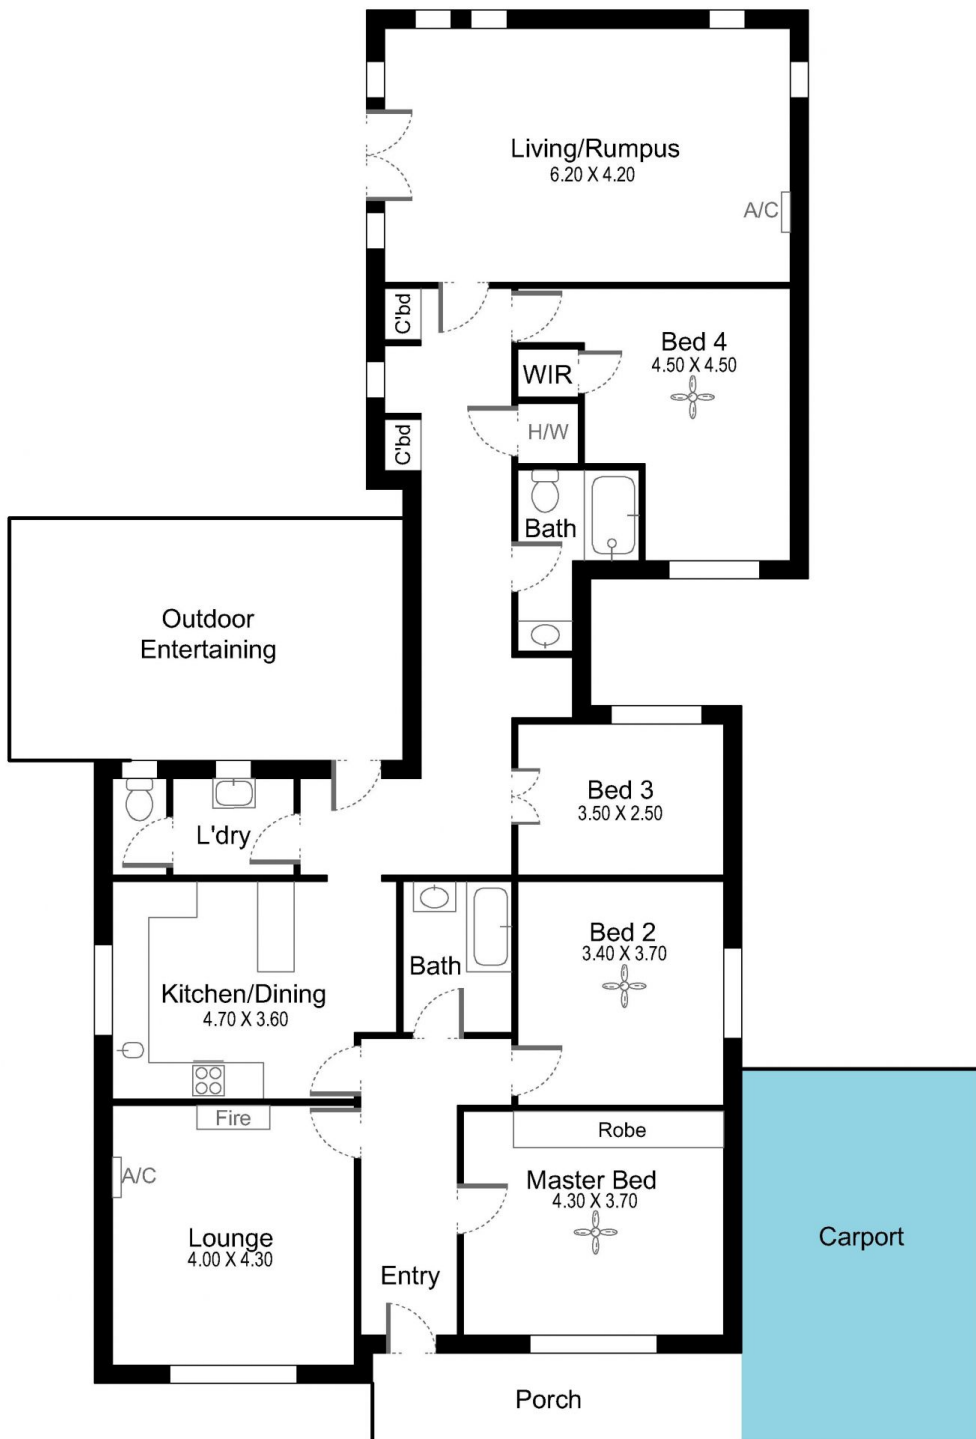 Living/Rumpus
6.20 X 4.20
A/C
C'bd
Bed 4
4.50 X 4.50
WIR
H/W
C'bd
Bath
Outdoor
Entertaining
Bed 3
3.50 X 2.50
L'dry
Bed 2
3.40 X 3.70
Bath
Kitchen/Dining
4.70 X 3.60
Fire
Robe
A/C
Master Bed
4.30 X 3.70
Lounge
4.00 X 4.30
Carport
Entry
Porch